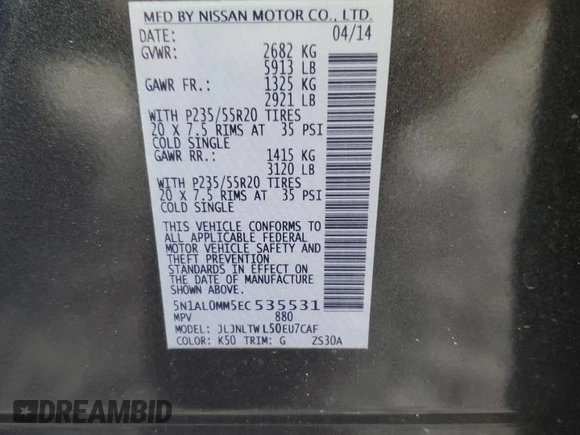 MFD BY NISSAN MOTOR CO., LTD.
DATE: 04/14
GVWR: 2682 KG
5913 LB
GAWR FR.: 1325 KG
2921 LB
WITH P235/55R20 TIRES
20 X 7.5 RIMS AT 35 PSI
COLD SINGLE
GAWR RR.: 1415 KG
3120 LB
WITH P235/55R20 TIRES
20 X 7.5 RIMS AT 35 PSI
COLD SINGLE
THIS VEHICLE CONFORMS TO
ALL APPLICABLE FEDERAL
MOTOR VEHICLE SAFETY AND
THEFT PREVENTION
STANDARDS IN EFFECT ON
THE DATE OF MANUFACTURE
SHOWN ABOVE.
5N1AL0MM5EC535531
MPV 880
MODEL: JLJNLTWL50EU7CAF
COLOR: K50 TRIM: G ZS30A
DREAMBID